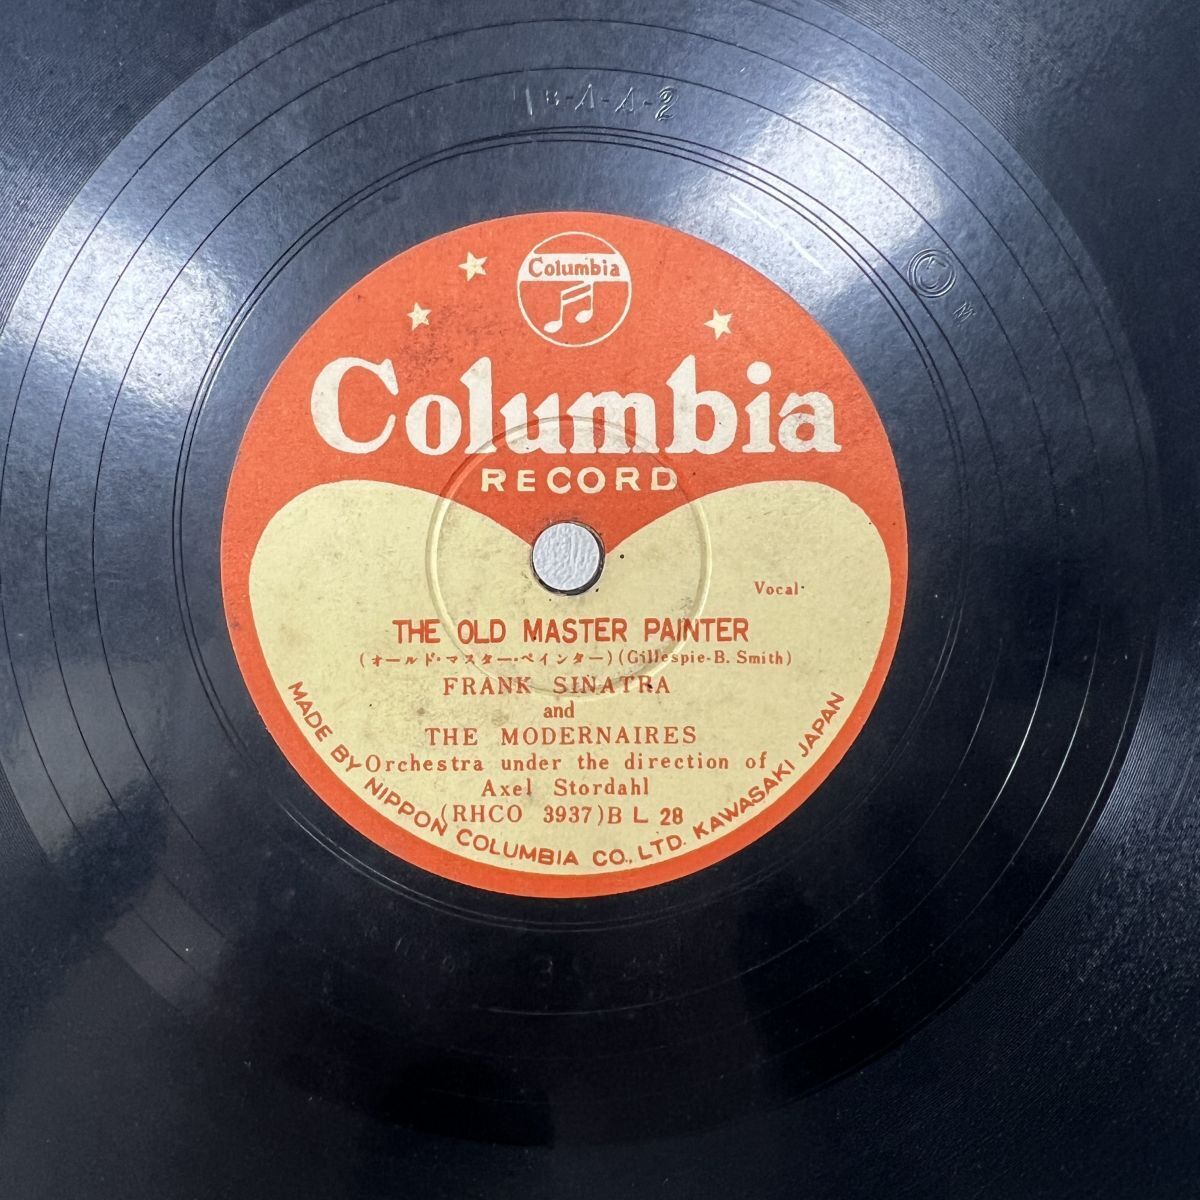 1B-A-A-2
Columbia
Columbia
RECORD
Vocal
THE OLD MASTER PAINTER
(オールド・マスター・ペインター)(Gillespie-B. Smith)
FRANK SINATRA
and
THE MODERNAIRES
Orchestra under the direction of
Axel Stordahl
(RHCO 3937) B L 28
MADE BY NIPPON COLUMBIA CO., LTD. KAWASAKI JAPAN
M